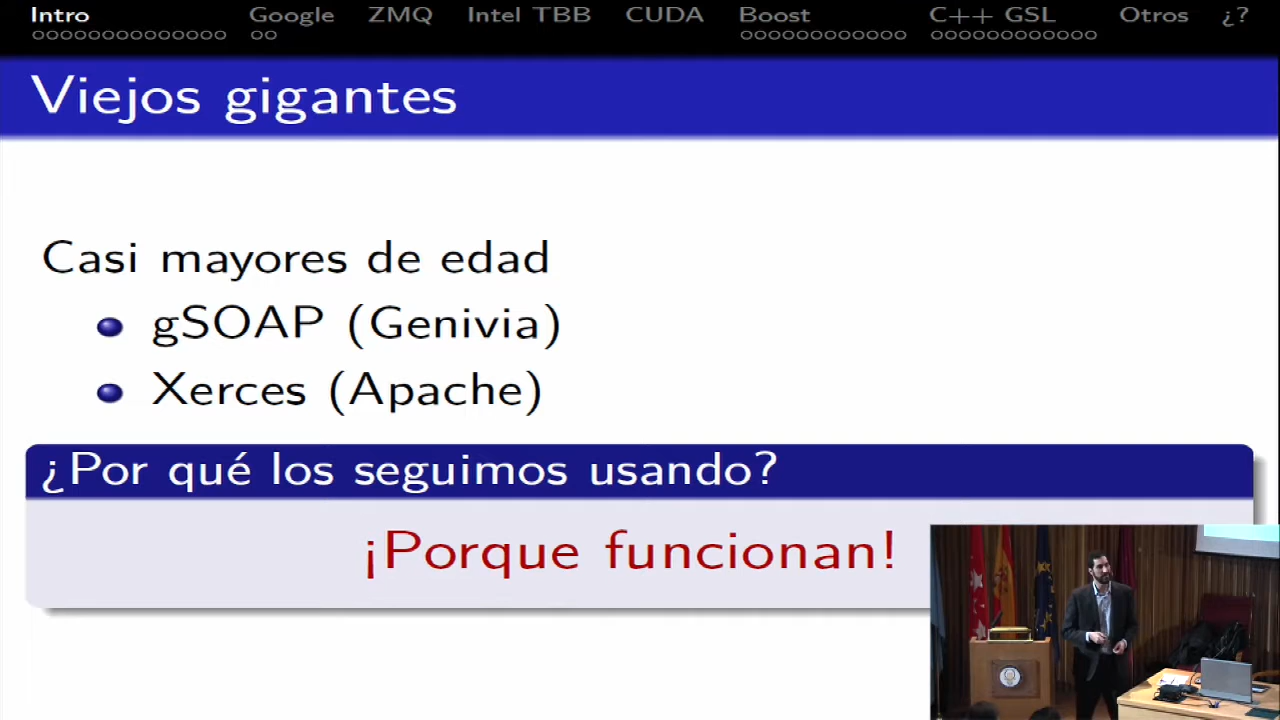 Intro Google ZMQ Intel TBB CUDA Boost C++ GSL Otros ¿?
Viejos gigantes
Casi mayores de edad
gSOAP (Genivia)
Xerces (Apache)
¿Por qué los seguimos usando?
¡Porque funcionan!